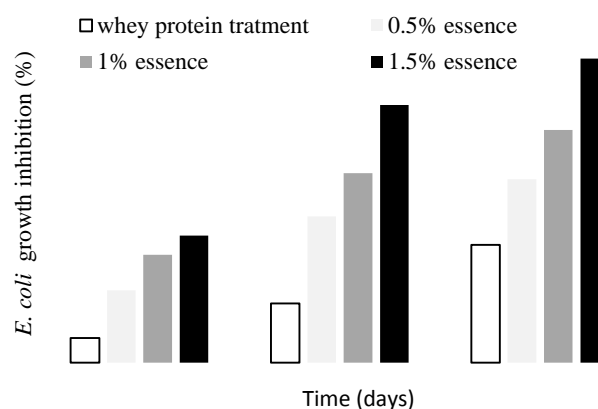 whey protein tratment
0.5% essence
1% essence
1.5% essence
E. coli growth inhibition (%)
Time (days)